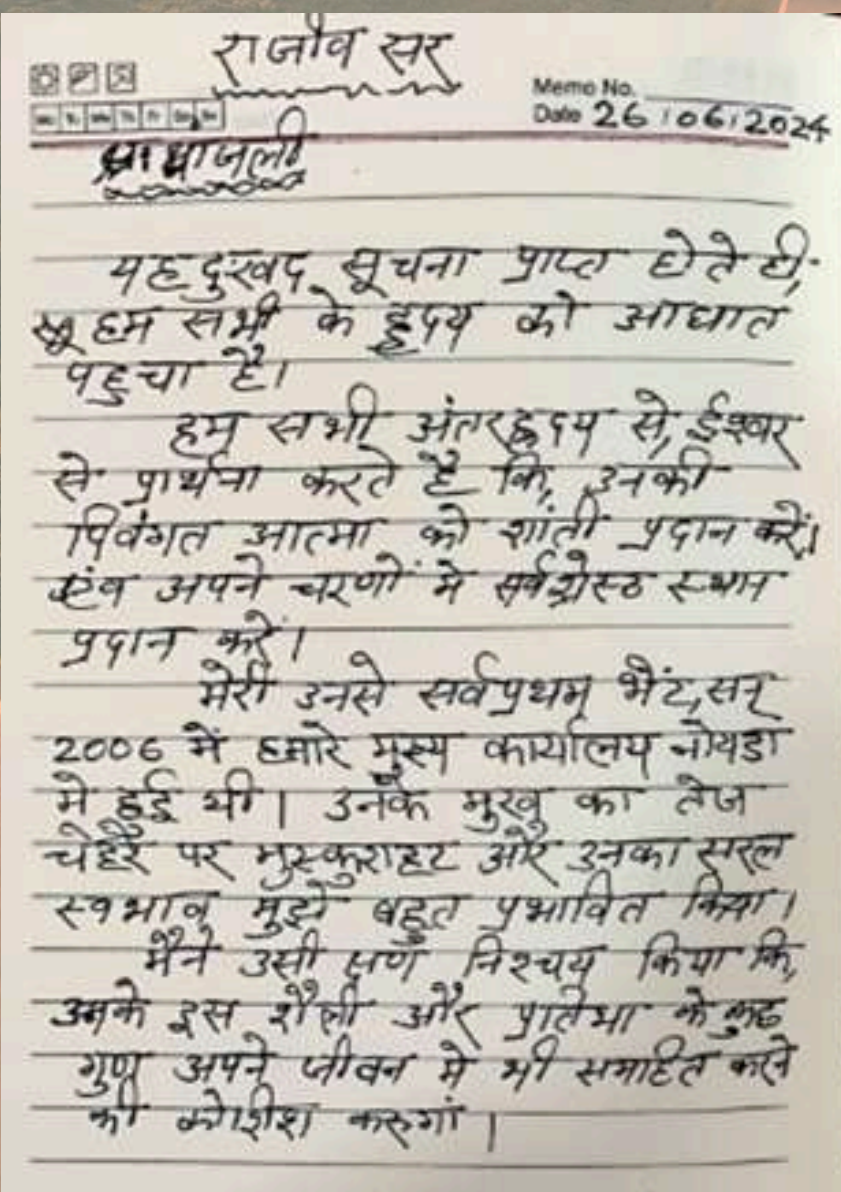 राजीव सर
Memo No.
Date 26/06/2024
यह दुखद सूचना प्राप्त होते ही,
हम सभी के हृदय को आघात
पहुचा है।
हम सभी अंतरहृदय से, ईश्वर
से प्रार्थना करते है कि, उनकी
दिवंगत आत्मा को शांती प्रदान करें।
एंव अपने चरणों मे सर्वश्रेस्ठ स्थान
प्रदान करें।
मेरी उनसे सर्वप्रथम भेंट, सन्
2006 में हमारे मुख्य कार्यालय नोयडा
मे हुई थी। उनके मुख का तेज
चेहरे पर मुस्कुराहट और उनका सरल
स्वभाव मुझे बहुत प्रभावित किया।
मैने उसी क्षण निश्चय किया कि,
उनके इस शैली और प्रतिभा के कुछ
गुण अपने जीवन मे भी समाहित करने
की कोशिश करुगां।